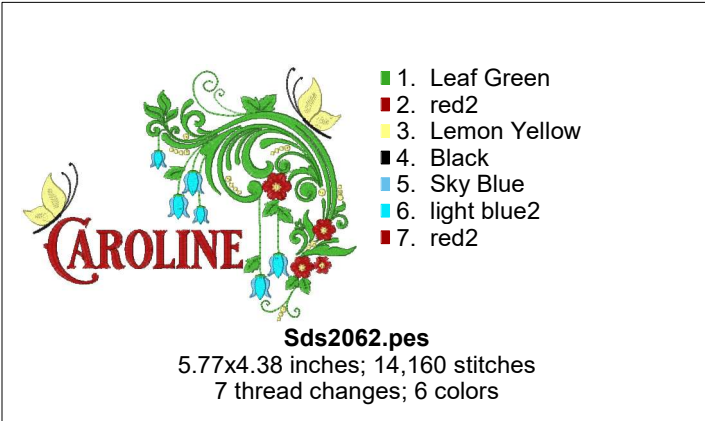 1. Leaf Green
2. red2
3. Lemon Yellow
4. Black
5. Sky Blue
6. light blue2
7. red2
CAROLINE
Sds2062.pes
5.77x4.38 inches; 14,160 stitches
7 thread changes; 6 colors